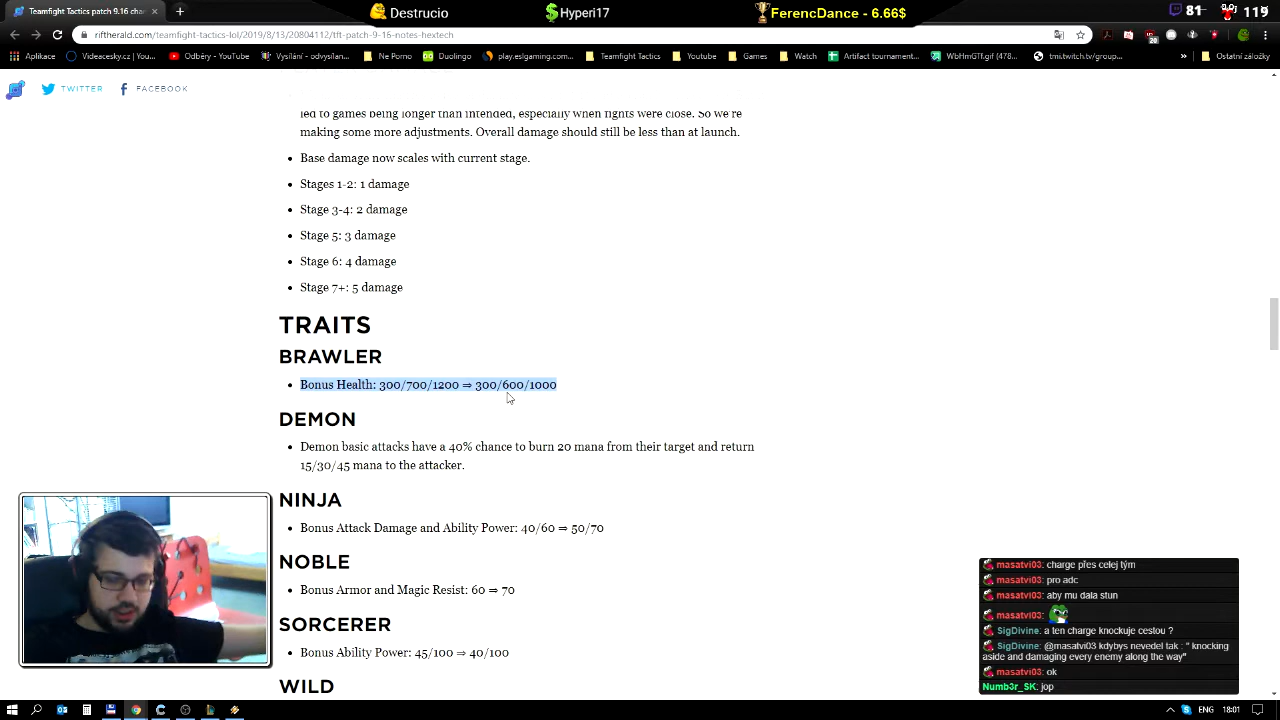 Destrucio
Hyperi17
FerencDance - 6.66$
81
119
Teamfight Tactics patch 9.16 cha
riftherald.com/teamfight-tactics-lol/2019/8/13/20804112/tft-patch-9-16-notes-hextech
20
Aplikace
Videacesky.cz | You...
Odběry - YouTube
Vysílání - odvysílan...
Ne Porno
Duolingo
play.eslgaming.com...
Teamfight Tactics
Youtube
Games
Watch
Artifact tournament...
WbHmGTf.gif (478...
tmi.twitch.tv/group...
»
Ostatní záložky
TWITTER
FACEBOOK
led to games being longer than intended, especially when fights were close. So we're
making some more adjustments. Overall damage should still be less than at launch.
• Base damage now scales with current stage.
• Stages 1-2: 1 damage
• Stage 3-4: 2 damage
• Stage 5: 3 damage
• Stage 6: 4 damage
• Stage 7+: 5 damage
TRAITS
BRAWLER
• Bonus Health: 300/700/1200 ⇒ 300/600/1000
DEMON
• Demon basic attacks have a 40% chance to burn 20 mana from their target and return
15/30/45 mana to the attacker.
NINJA
• Bonus Attack Damage and Ability Power: 40/60 ⇒ 50/70
NOBLE
• Bonus Armor and Magic Resist: 60 ⇒ 70
SORCERER
• Bonus Ability Power: 45/100 ⇒ 40/100
WILD
masatvi03: charge přes celej tým
masatvi03: pro adc
masatvi03: aby mu dala stun
masatvi03:
SigDivine: a ten charge knockuje cestou ?
SigDivine: @masatvi03 kdybys nevedel tak : " knocking
aside and damaging every enemy along the way"
masatvi03: ok
Numb3r_SK: jop
ENG
18:01